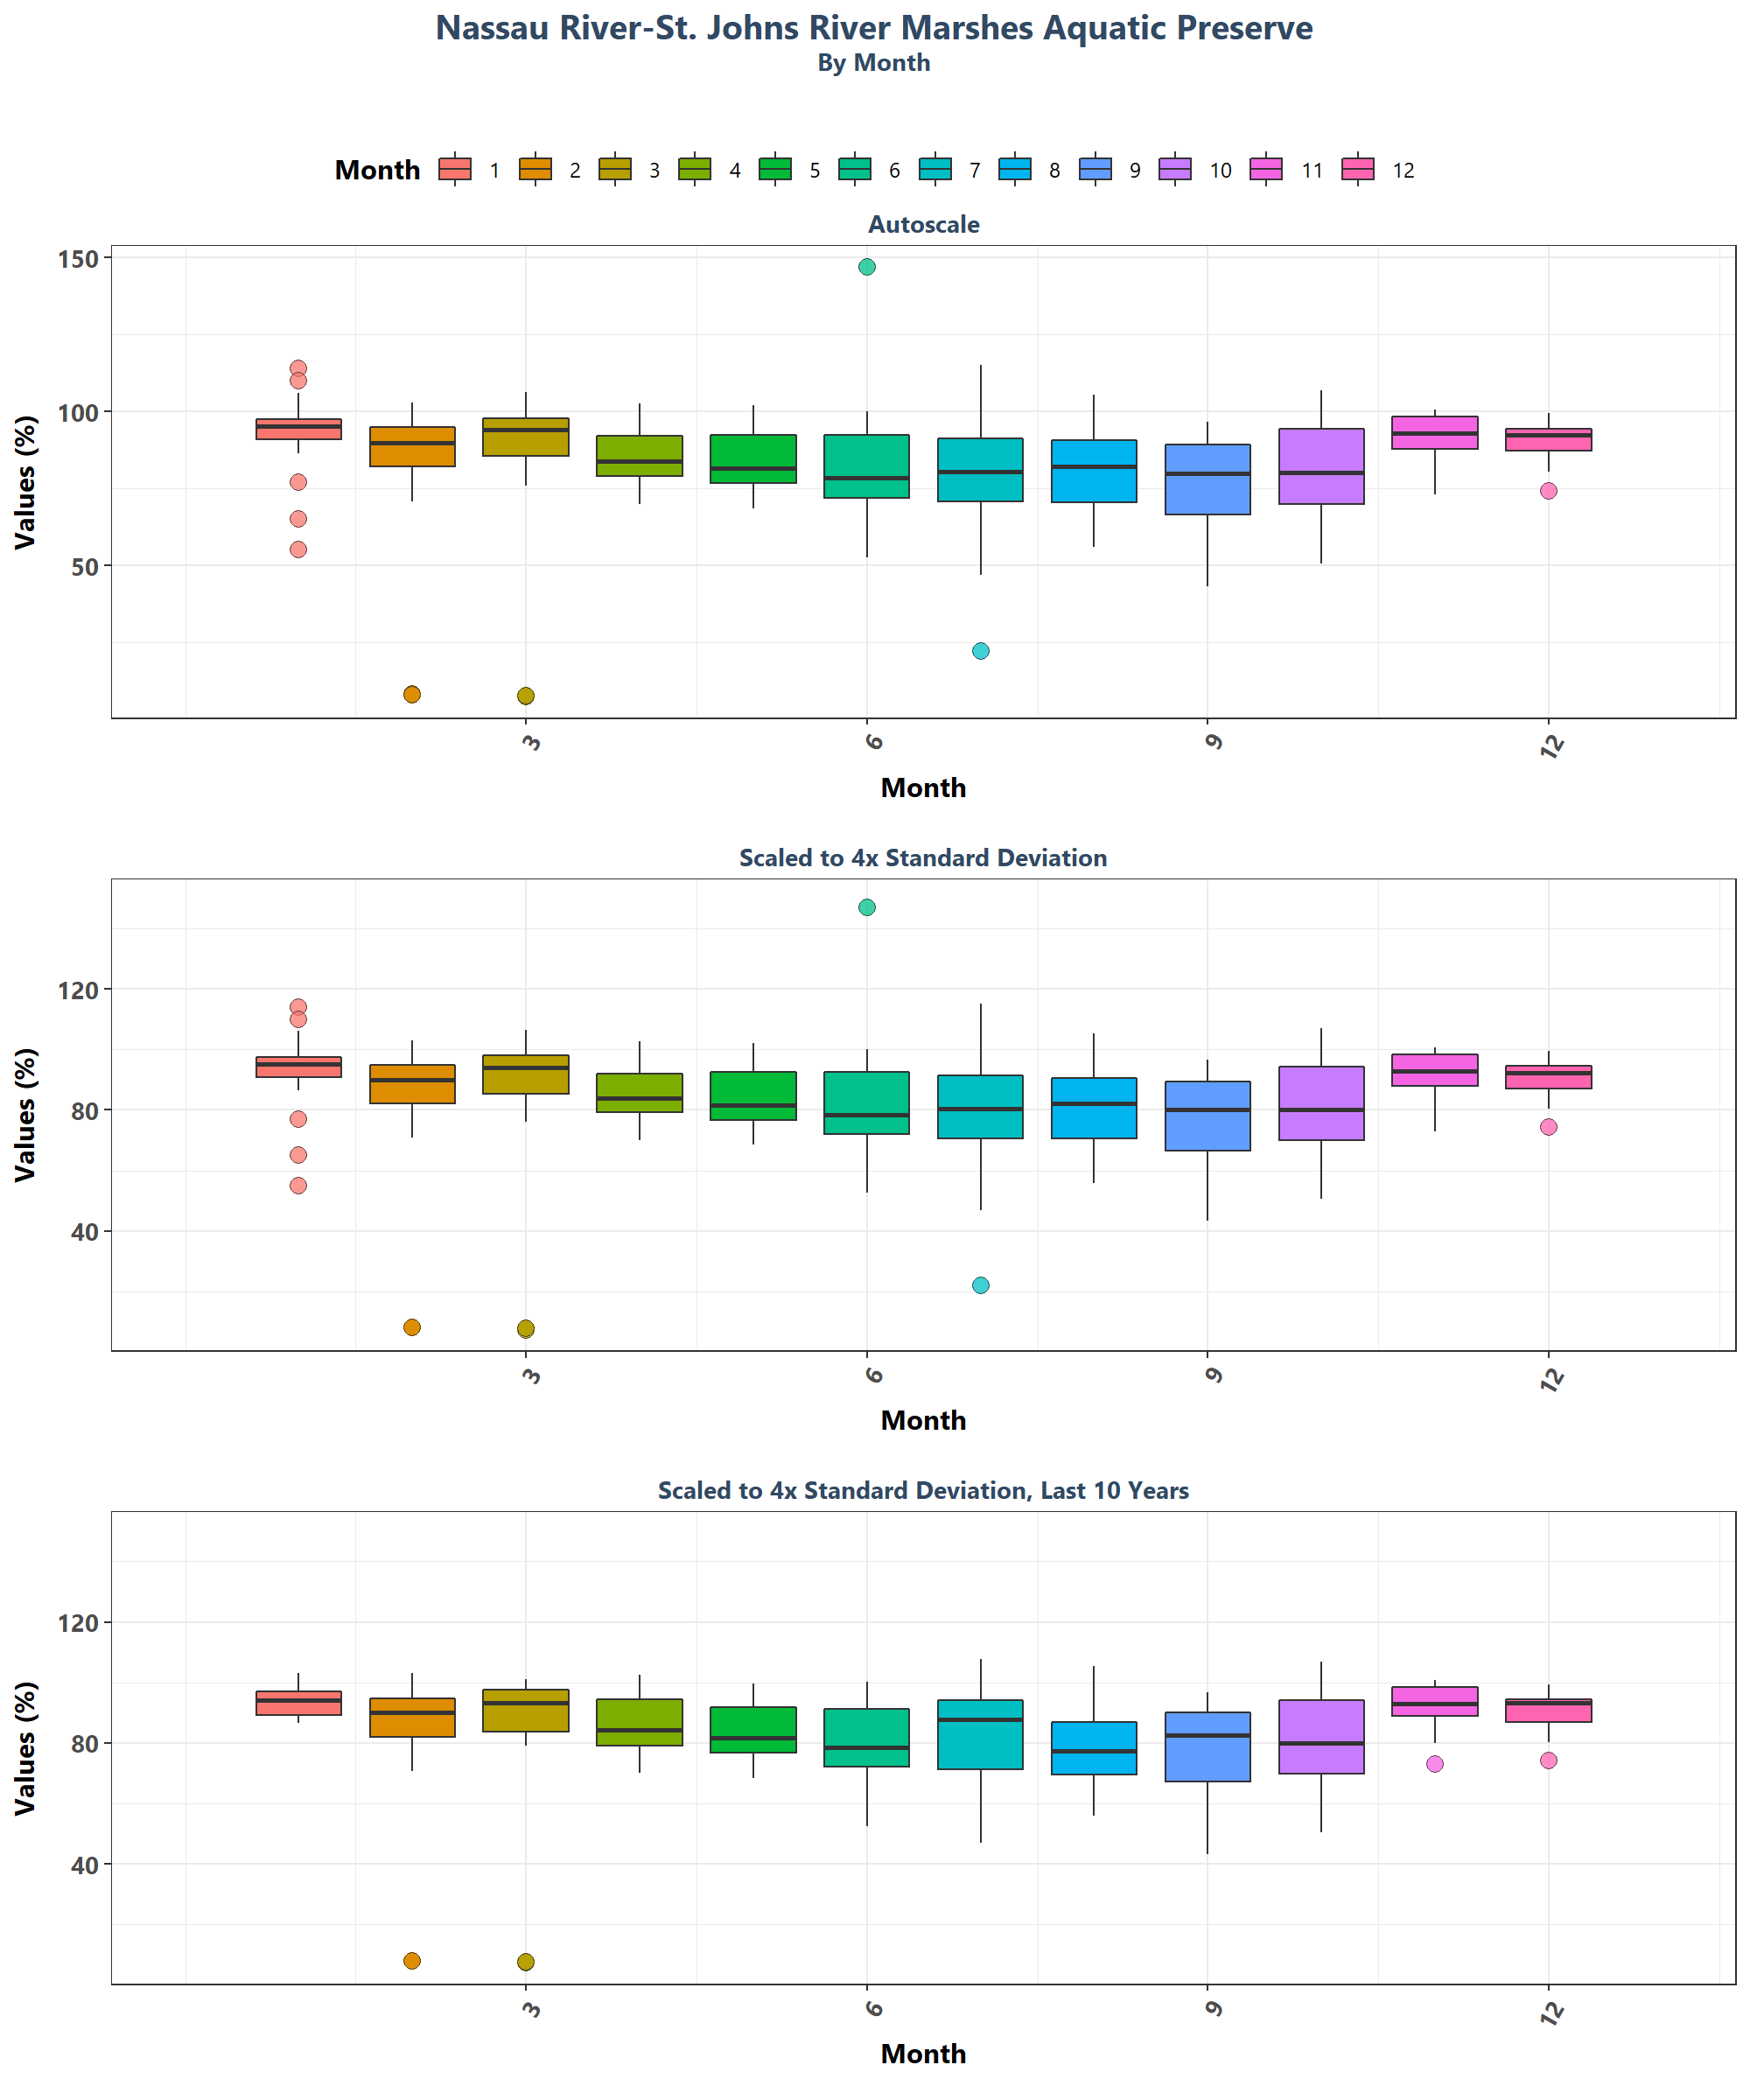 Nassau River-St. Johns River Marshes Aquatic Preserve
By Month
Month 1 2 3 4 5 6 7 8 9 10 11 12
Autoscale
150
100
50
Values (%)
3 6 9 12
Month
Scaled to 4x Standard Deviation
120
80
40
Values (%)
3 6 9 12
Month
Scaled to 4x Standard Deviation, Last 10 Years
120
80
40
Values (%)
3 6 9 12
Month